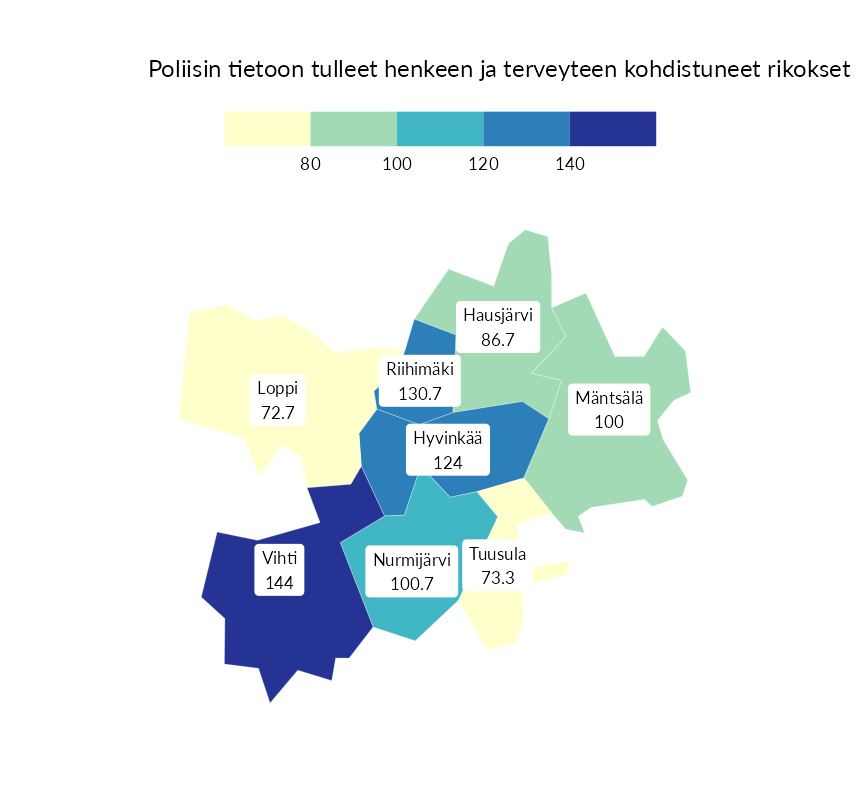 Poliisin tietoon tulleet henkeen ja terveyteen kohdistuneet rikokset
80 100 120 140
Hausjärvi
86.7
Riihimäki
130.7
Loppi
72.7
Mäntsälä
100
Hyvinkää
124
Vihti
144
Nurmijärvi
100.7
Tuusula
73.3